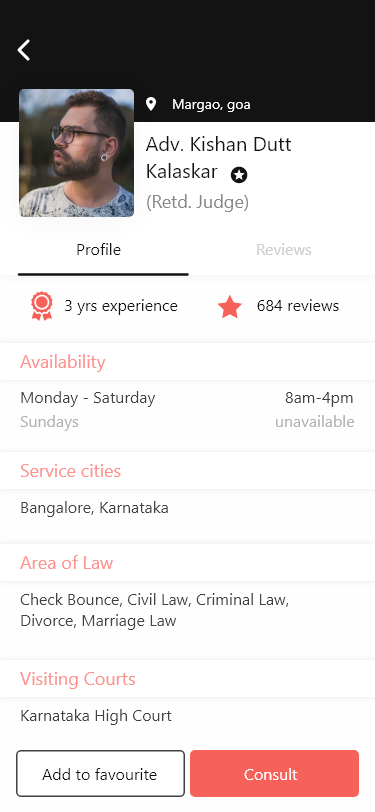 Margao, goa
Adv. Kishan Dutt
Kalaskar
(Retd. Judge)
Profile
Reviews
3 yrs experience
684 reviews
Availability
Monday - Saturday
8am-4pm
Sundays
unavailable
Service cities
Bangalore, Karnataka
Area of Law
Check Bounce, Civil Law, Criminal Law,
Divorce, Marriage Law
Visiting Courts
Karnataka High Court
Add to favourite
Consult